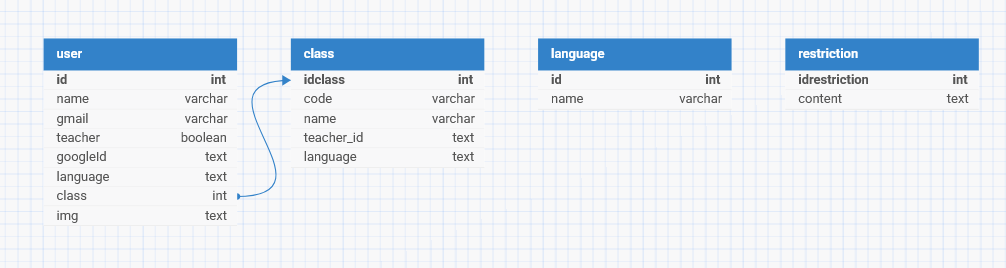 user
id int
name varchar
gmail varchar
teacher boolean
googleId text
language text
class int
img text
class
idclass int
code varchar
name varchar
teacher_id text
language text
language
id int
name varchar
restriction
idrestriction int
content text